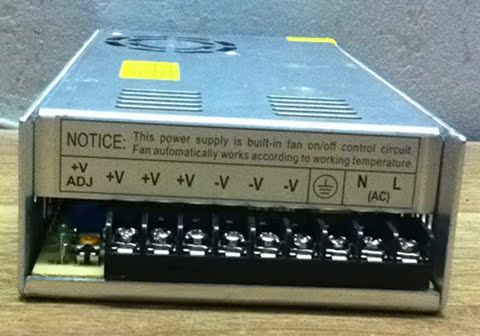 NOTICE: This power supply is built-in fan on/off control circuit.
Fan automatically works according to working temperature.
+V ADJ +V +V +V -V -V -V N L
(AC)